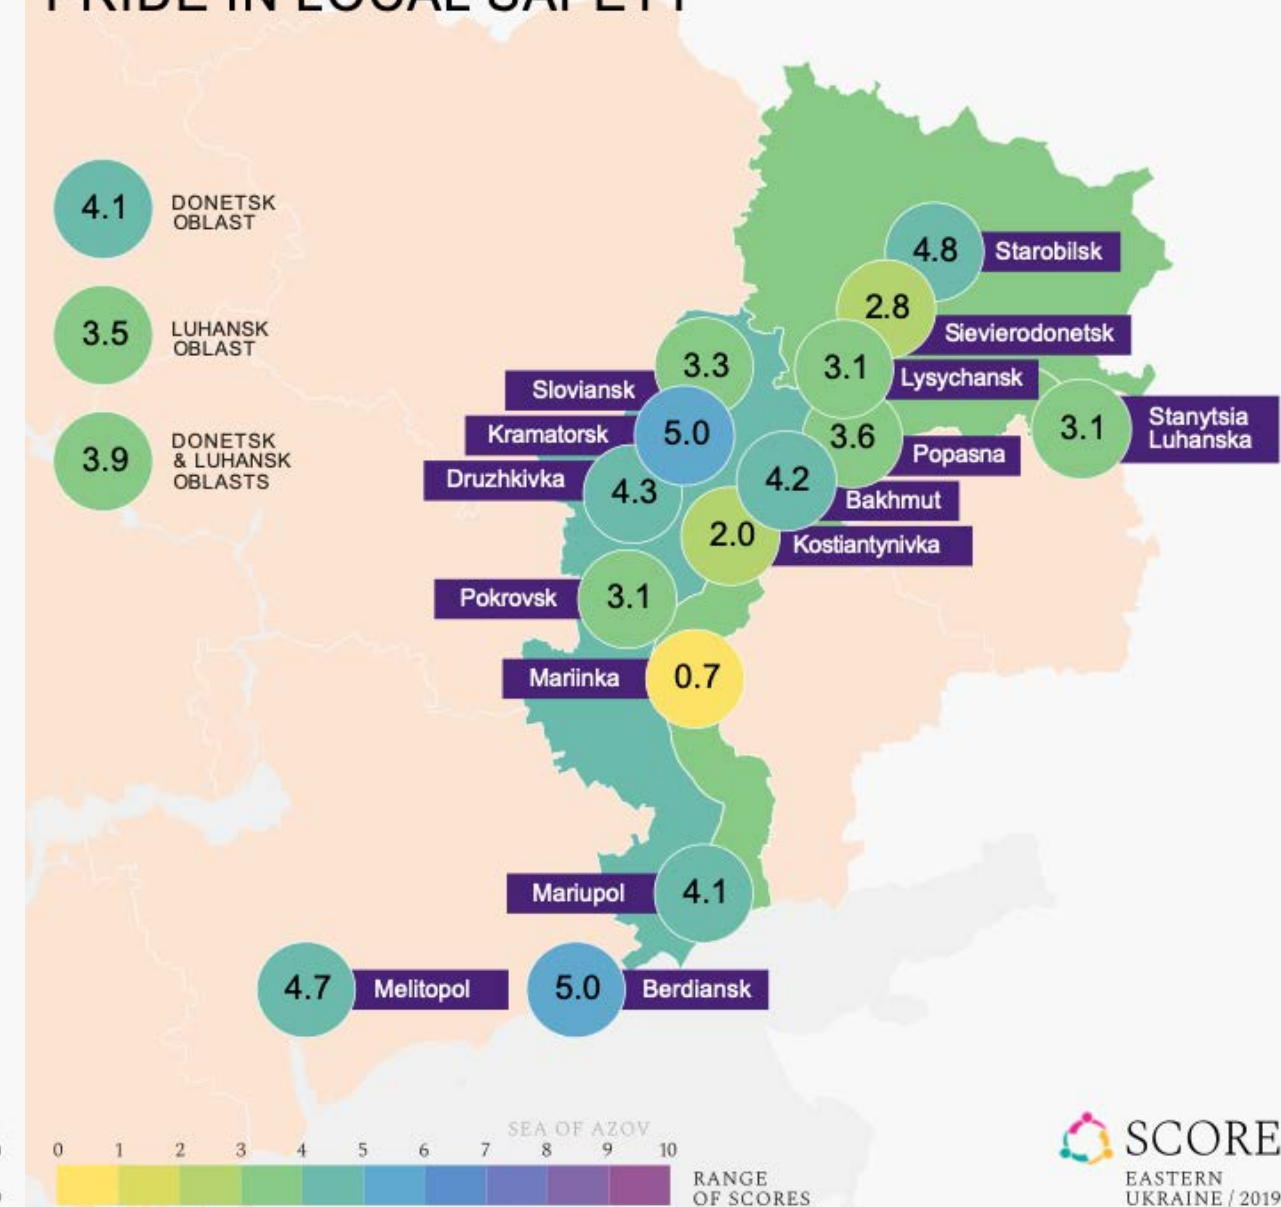 PRIDE IN LOCAL SAFETY
4.1
DONETSK
OBLAST
3.5
LUHANSK
OBLAST
3.9
DONETSK
& LUHANSK
OBLASTS
4.8
Starobilsk
2.8
Sievierodonetsk
3.3
Sloviansk
3.1
Lysychansk
5.0
Kramatorsk
3.6
Popasna
3.1
Stanytsia
Luhanska
4.3
Druzhkivka
4.2
Bakhmut
2.0
Kostiantynivka
Pokrovsk
3.1
Mariinka
0.7
Mariupol
4.1
4.7
Melitopol
5.0
Berdiansk
SEA OF AZOV
0 1 2 3 4 5 6 7 8 9 10
RANGE
OF SCORES
SCORE
EASTERN
UKRAINE / 2019